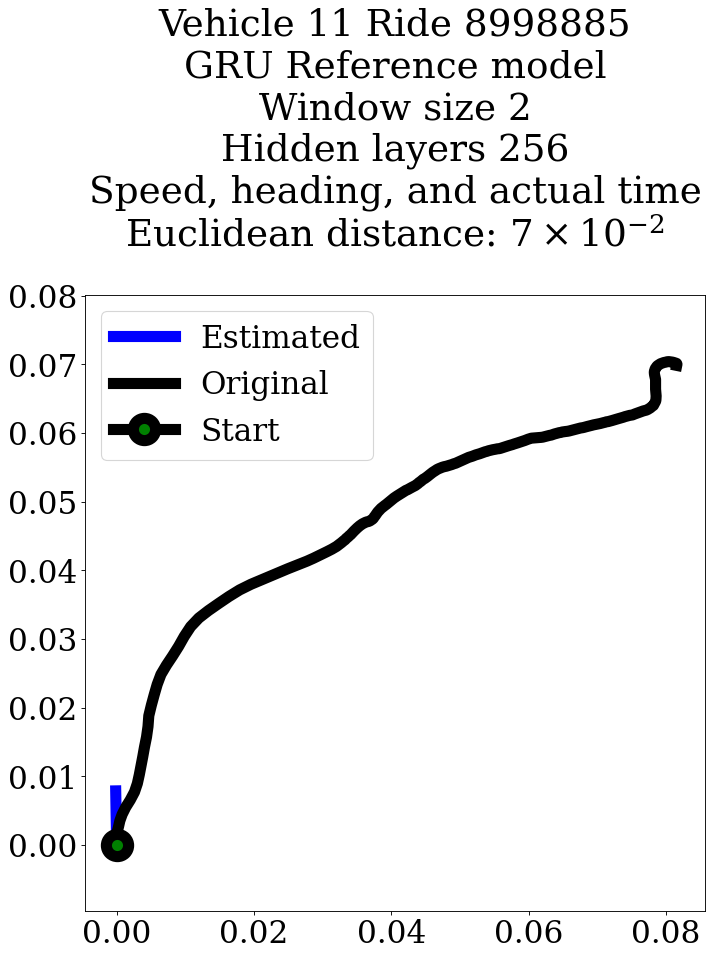 Vehicle 11 Ride 8998885
GRU Reference model
Window size 2
Hidden layers 256
Speed, heading, and actual time
Euclidean distance: 7 × 10⁻²
0.08
0.07
0.06
0.05
0.04
0.03
0.02
0.01
0.00
Estimated
Original
Start
0.00 0.02 0.04 0.06 0.08